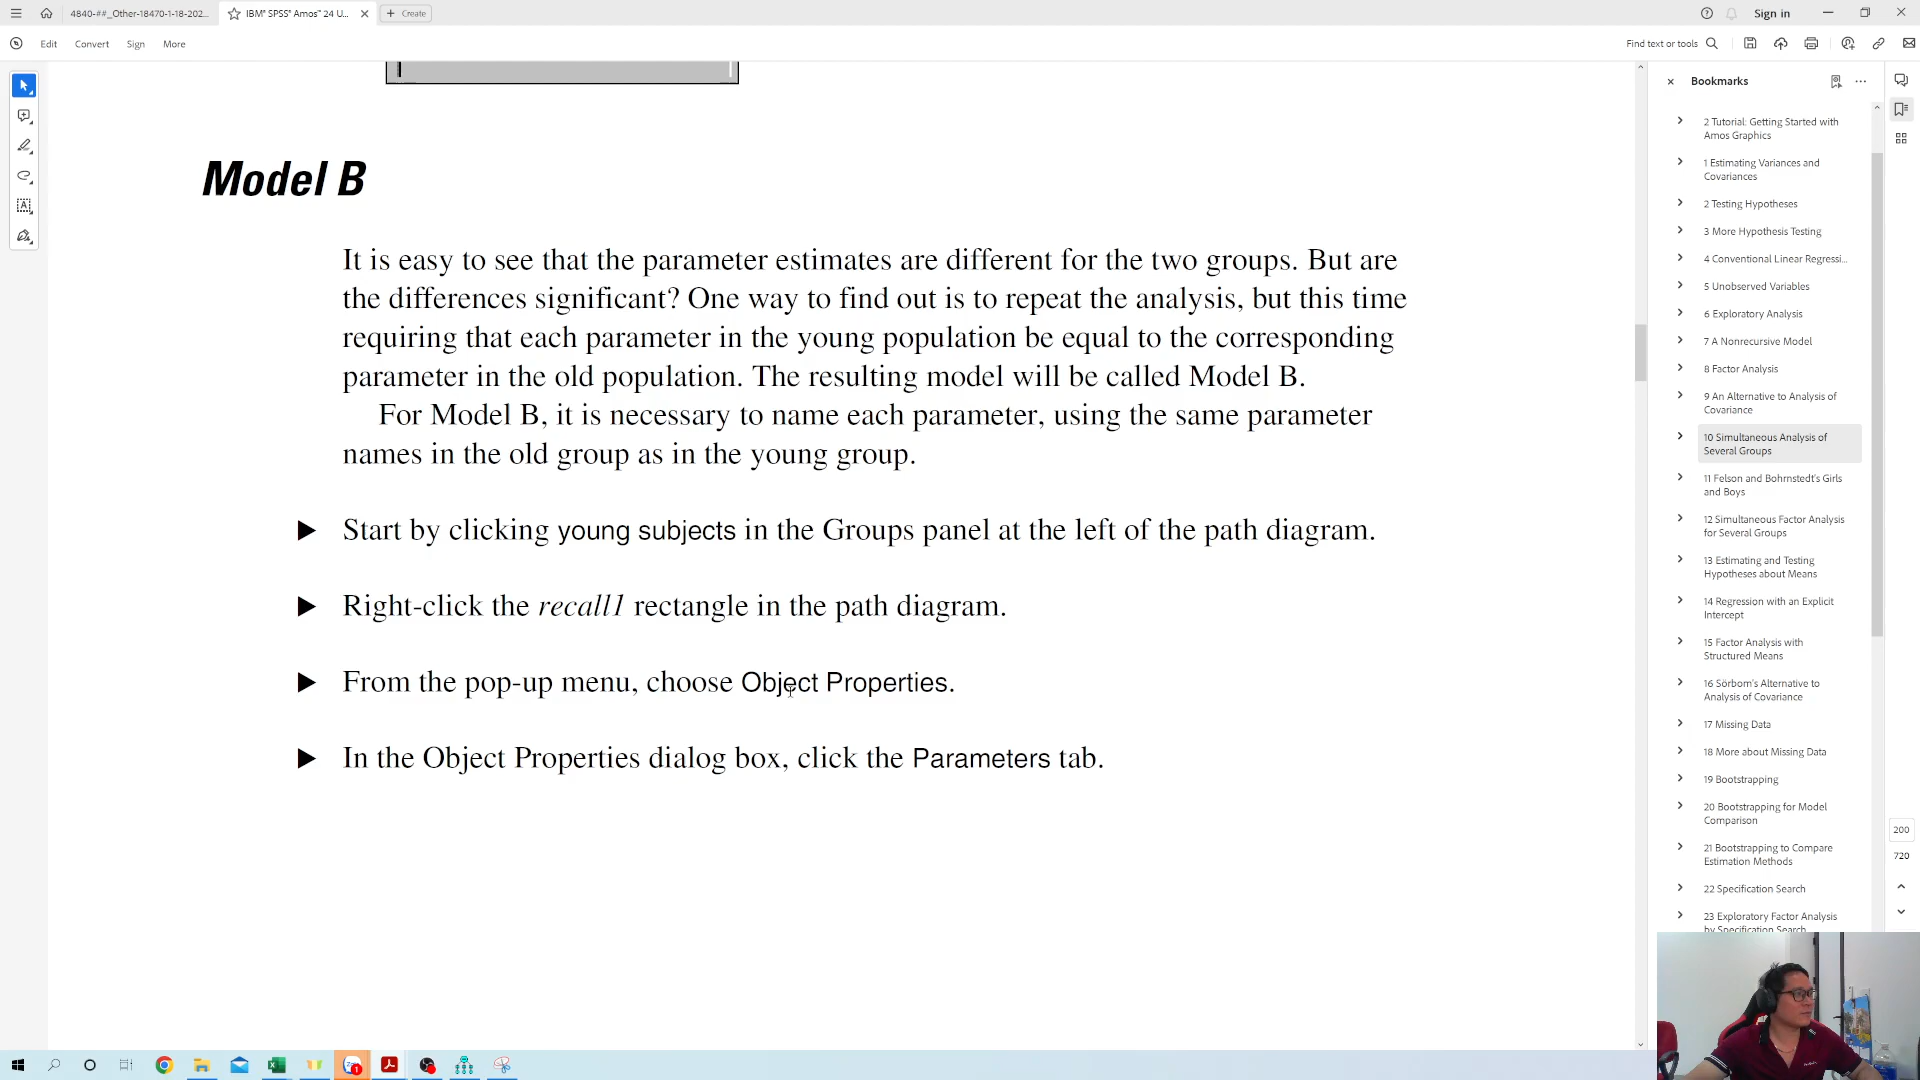 4840-##_Other-18470-1-18-202...
IBM® SPSS® Amos™ 24 U...
Create
Sign in
Edit
Convert
Sign
More
Find text or tools
Model B
It is easy to see that the parameter estimates are different for the two groups. But are
the differences significant? One way to find out is to repeat the analysis, but this time
requiring that each parameter in the young population be equal to the corresponding
parameter in the old population. The resulting model will be called Model B.
For Model B, it is necessary to name each parameter, using the same parameter
names in the old group as in the young group.
Start by clicking young subjects in the Groups panel at the left of the path diagram.
Right-click the recall1 rectangle in the path diagram.
From the pop-up menu, choose Object Properties.
In the Object Properties dialog box, click the Parameters tab.
Bookmarks
2 Tutorial: Getting Started with
Amos Graphics
1 Estimating Variances and
Covariances
2 Testing Hypotheses
3 More Hypothesis Testing
4 Conventional Linear Regressi...
5 Unobserved Variables
6 Exploratory Analysis
7 A Nonrecursive Model
8 Factor Analysis
9 An Alternative to Analysis of
Covariance
10 Simultaneous Analysis of
Several Groups
11 Felson and Bohrnstedt's Girls
and Boys
12 Simultaneous Factor Analysis
for Several Groups
13 Estimating and Testing
Hypotheses about Means
14 Regression with an Explicit
Intercept
15 Factor Analysis with
Structured Means
16 Sörbom's Alternative to
Analysis of Covariance
17 Missing Data
18 More about Missing Data
19 Bootstrapping
20 Bootstrapping for Model
Comparison
21 Bootstrapping to Compare
Estimation Methods
22 Specification Search
23 Exploratory Factor Analysis
by Specification Search
200
720